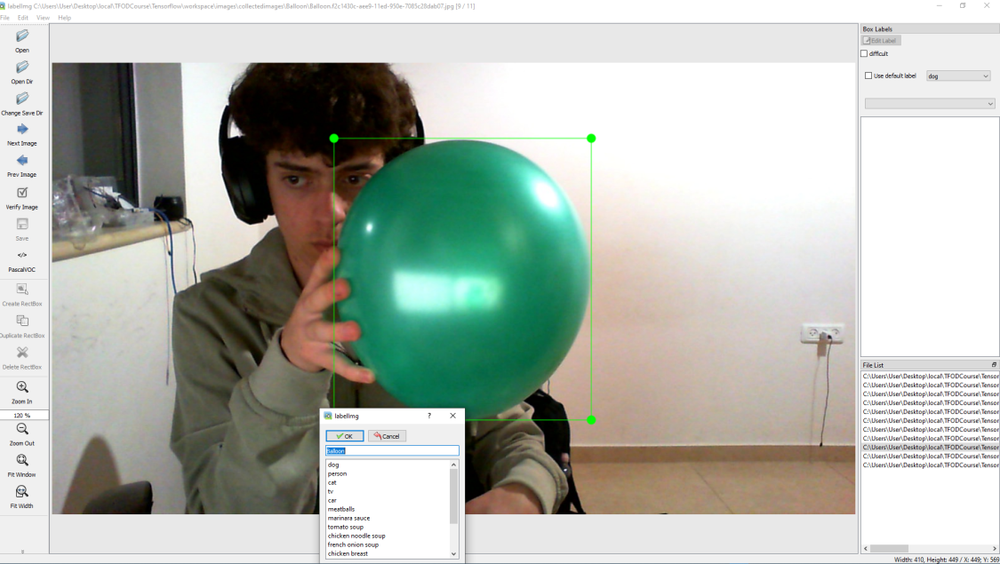 labelImg C:\Users\User\Desktop\local\TFODCourse\Tensorflow\workspace\images\collectedimages\Balloon\Balloon.f2c1430c-aee9-11ed-950e-7085c28dab07.jpg [9 / 11]
File Edit View Help
Open
Open Dir
Change Save Dir
Next Image
Prev Image
Verify Image
Save
</>
PascalVOC
Create RectBox
Duplicate RectBox
Delete RectBox
Zoom In
120 %
Zoom Out
Fit Window
Fit Width
labelImg
?
OK Cancel
Balloon
dog
person
cat
tv
car
meatballs
marinara sauce
tomato soup
chicken noodle soup
french onion soup
chicken breast
Box Labels
Edit Label
difficult
Use default label dog
File List
C:\Users\User\Desktop\local\TFODCourse\Tensor
C:\Users\User\Desktop\local\TFODCourse\Tensor
C:\Users\User\Desktop\local\TFODCourse\Tensor
C:\Users\User\Desktop\local\TFODCourse\Tensor
C:\Users\User\Desktop\local\TFODCourse\Tensor
C:\Users\User\Desktop\local\TFODCourse\Tensor
C:\Users\User\Desktop\local\TFODCourse\Tensor
C:\Users\User\Desktop\local\TFODCourse\Tensor
C:\Users\User\Desktop\local\TFODCourse\Tensor
C:\Users\User\Desktop\local\TFODCourse\Tensor
C:\Users\User\Desktop\local\TFODCourse\Tensor
Width: 410, Height: 449 / X: 449; Y: 569